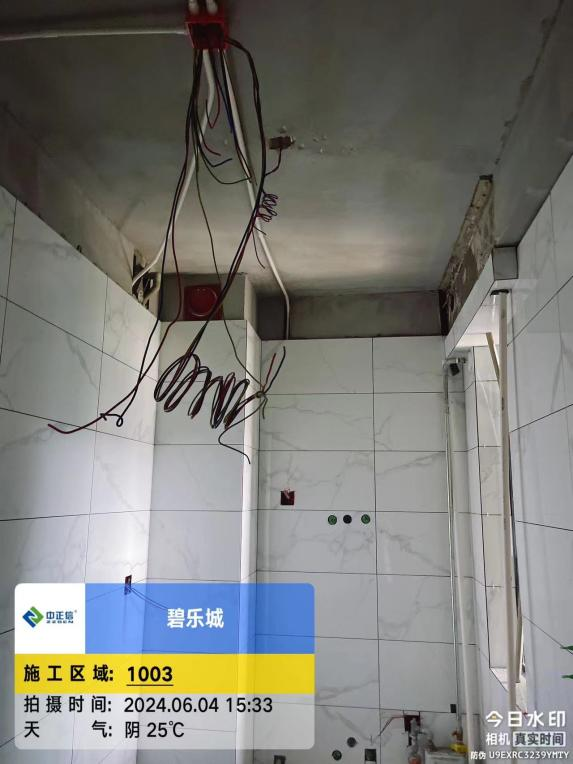 中正信
ZZSEN
碧乐城
施工区域: 1003
拍摄时间: 2024.06.04 15:33
天 气: 阴 25℃
今日水印
相机 真实时间
防伪 U9EXRC3239YMTY